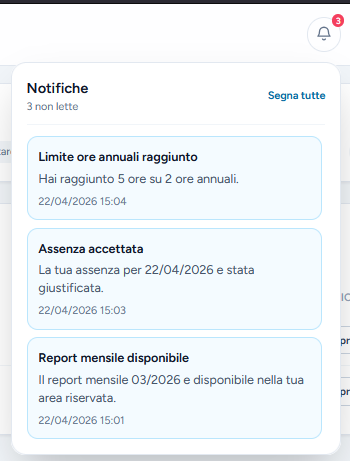 3
Notifiche
3 non lette
Segna tutte
Limite ore annuali raggiunto
Hai raggiunto 5 ore su 2 ore annuali.
22/04/2026 15:04
Assenza accettata
La tua assenza per 22/04/2026 e stata
giustificata.
22/04/2026 15:03
Report mensile disponibile
Il report mensile 03/2026 e disponibile nella tua
area riservata.
22/04/2026 15:01